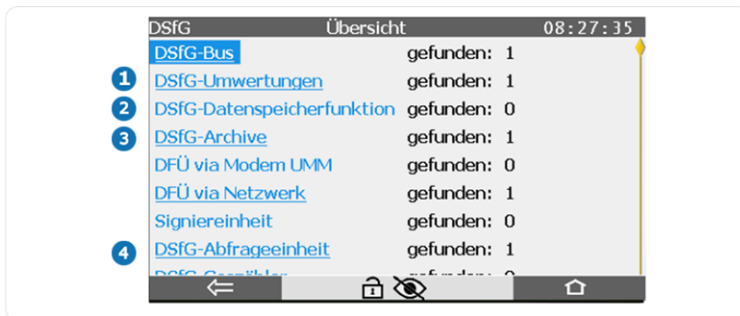 DSfG Übersicht 08:27:35
DSfG-Bus gefunden: 1
1 DSfG-Umwertungen gefunden: 1
2 DSfG-Datenspeicherfunktion gefunden: 0
3 DSfG-Archive gefunden: 1
DFÜ via Modem UMM gefunden: 0
DFÜ via Netzwerk gefunden: 1
Signiereinheit gefunden: 0
4 DSfG-Abfrageeinheit gefunden: 1